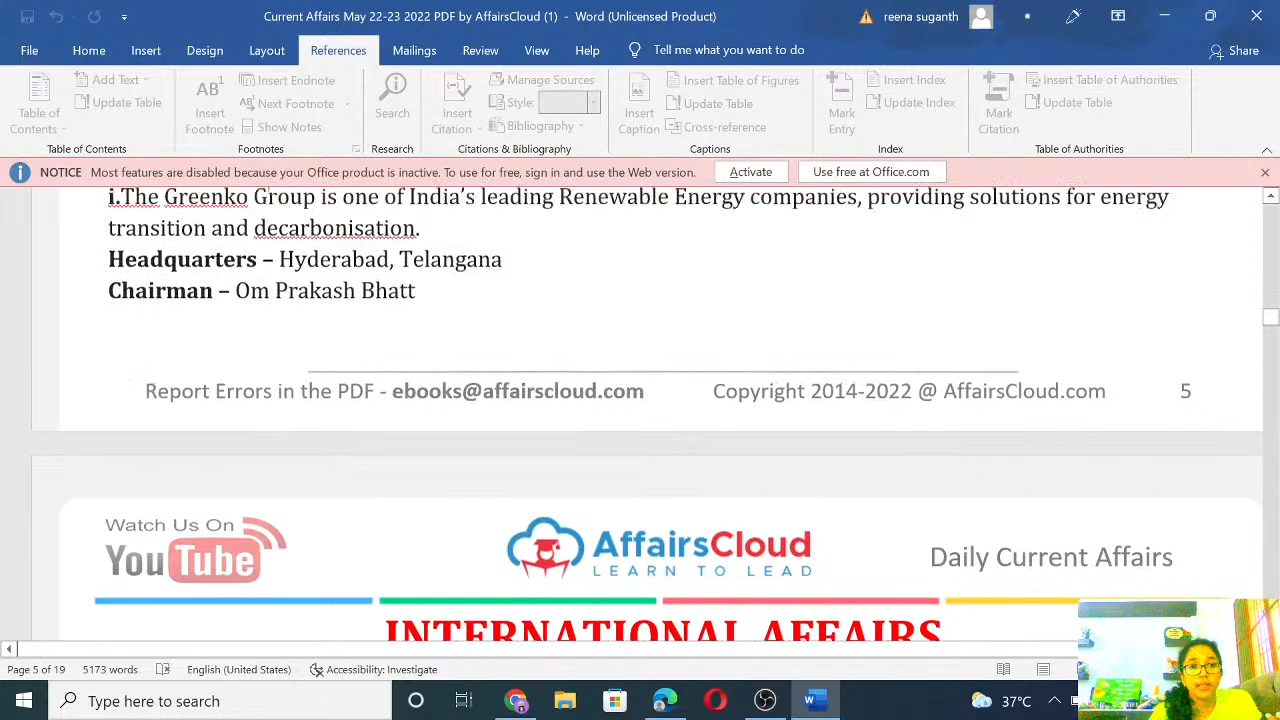 Current Affairs May 22-23 2022 PDF by AffairsCloud (1) - Word (Unlicensed Product)
reena suganth
File Home Insert Design Layout References Mailings Review View Help Tell me what you want to do Share
Table of Contents
Add Text
Update Table
Table of Contents
AB1 Insert Footnote
Insert Endnote
Next Footnote
Show Notes
Footnotes
Search
Research
Insert Citation
Manage Sources
Style:
Bibliography
Citations & Bibliography
Insert Caption
Insert Table of Figures
Update Table
Cross-reference
Captions
Mark Entry
Insert Index
Update Index
Index
Mark Citation
Insert Table of Authorities
Update Table
Table of Authorities
NOTICE Most features are disabled because your Office product is inactive. To use for free, sign in and use the Web version. Activate Use free at Office.com
i.The Greenko Group is one of India's leading Renewable Energy companies, providing solutions for energy
transition and decarbonisation.
Headquarters – Hyderabad, Telangana
Chairman – Om Prakash Bhatt
Report Errors in the PDF - ebooks@affairscloud.com Copyright 2014-2022 @ AffairsCloud.com 5
Watch Us On
YouTube
AffairsCloud
LEARN TO LEAD
Daily Current Affairs
INTERNATIONAL AFFAIRS
Page 5 of 19 5173 words English (United States) Accessibility: Investigate
Type here to search
37°C